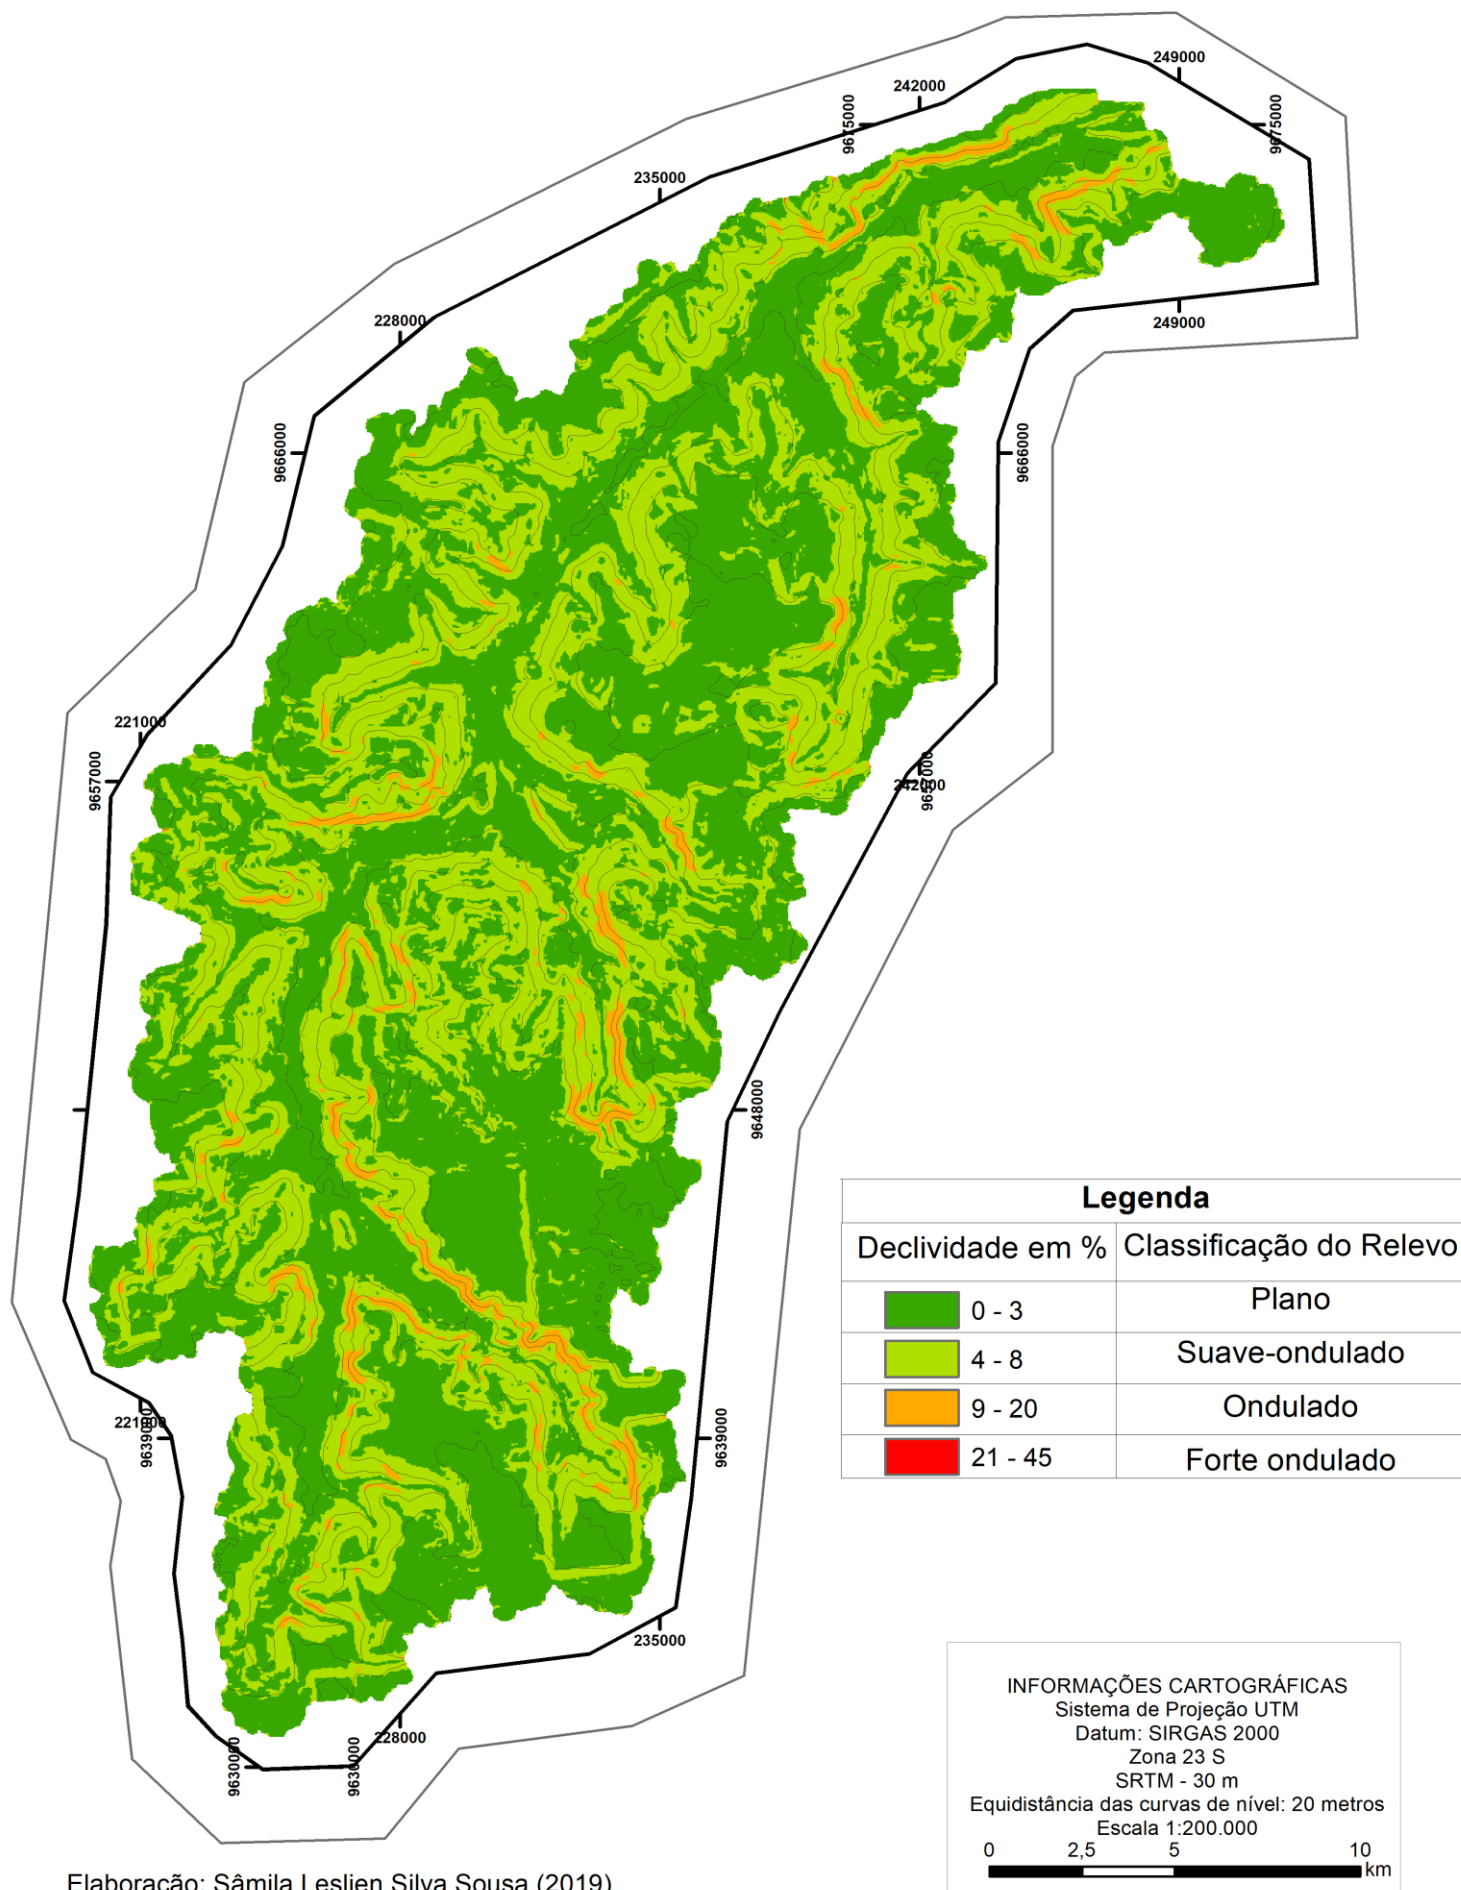 249000
242000
9675000
9675000
235000
228000
249000
9666000
9666000
221000
9657000
9657000
242000
9648000
221000
9639000
9639000
235000
228000
9630000
9630000
Legenda
Declividade em % Classificação do Relevo
0 - 3 Plano
4 - 8 Suave-ondulado
9 - 20 Ondulado
21 - 45 Forte ondulado
INFORMAÇÕES CARTOGRÁFICAS
Sistema de Projeção UTM
Datum: SIRGAS 2000
Zona 23 S
SRTM - 30 m
Equidistância das curvas de nível: 20 metros
Escala 1:200.000
0 2,5 5 10
km
Elaboração: Sâmila Leslien Silva Sousa (2019)